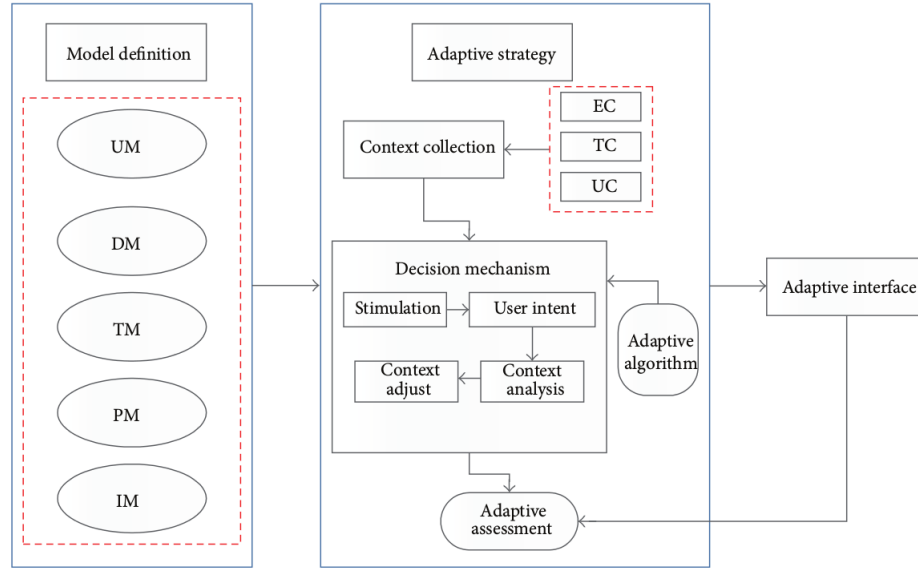 Model definition
UM
DM
TM
PM
IM
Adaptive strategy
EC
TC
UC
Context collection
Decision mechanism
Stimulation
User intent
Context
adjust
Context
analysis
Adaptive
algorithm
Adaptive
assessment
Adaptive interface